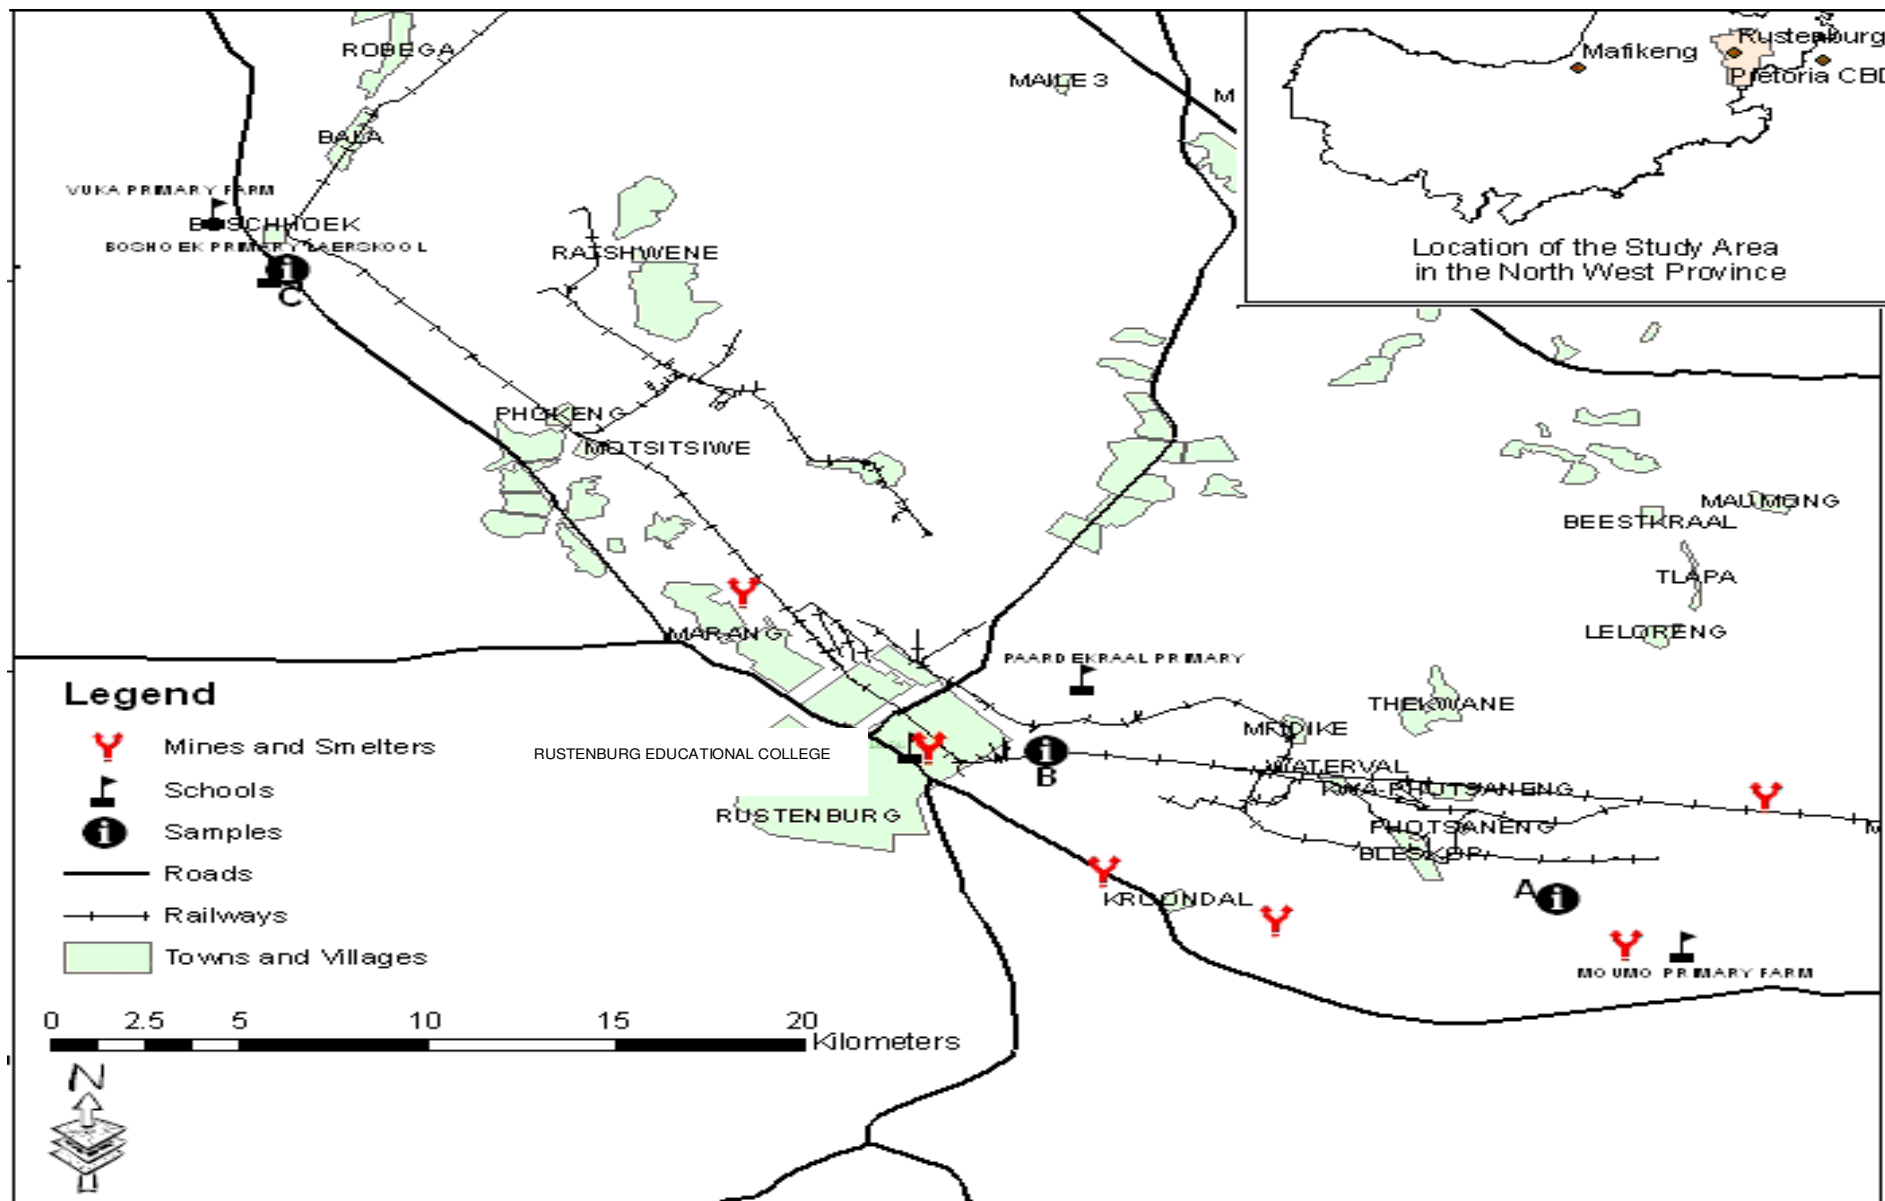 ROBEGA
MAILE 3
M
Mafikeng
Rustenburg
Pretoria CBD
BALA
VUKA PRIMARY FARM
BOSCHHOEK
BOSHOEK PRIMARY LAERSKOOL
C
RATSHWENE
Location of the Study Area
in the North West Province
PHOKENG
MOTSITSIWE
MAUMONG
BEESTKRAAL
TLAPA
LELORENG
MARANG
PAARDEKRAAL PRIMARY
THEKWANE
MFIDIKE
WATERVAL
KWA-PHOTSANENG
PHOTSANENG
M
BLESKOP
B
RUSTENBURG EDUCATIONAL COLLEGE
RUSTENBURG
KROONDAL
A
MOUMO PRIMARY FARM
Legend
Mines and Smelters
Schools
Samples
Roads
Railways
Towns and Villages
0 2.5 5 10 15 20
Kilometers
N